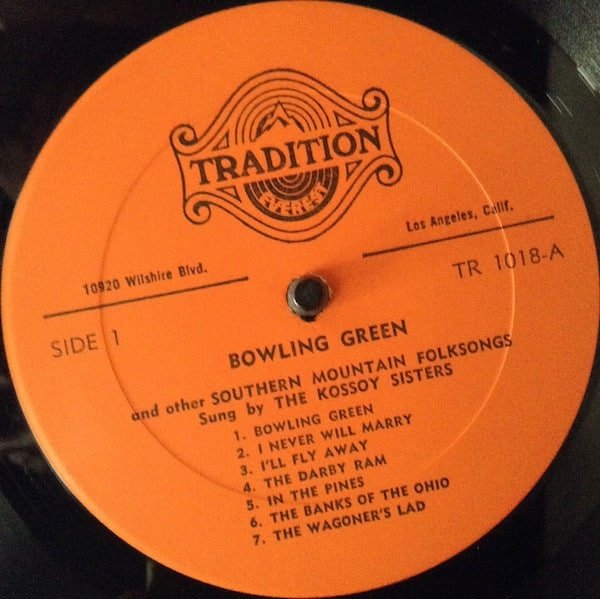 TRADITION
EVEREST
10920 Wilshire Blvd.
Los Angeles, Calif.
SIDE 1
TR 1018-A
BOWLING GREEN
and other SOUTHERN MOUNTAIN FOLKSONGS
Sung by THE KOSSOY SISTERS
1. BOWLING GREEN
2. I NEVER WILL MARRY
3. I'LL FLY AWAY
4. THE DARBY RAM
5. IN THE PINES
6. THE BANKS OF THE OHIO
7. THE WAGONER'S LAD